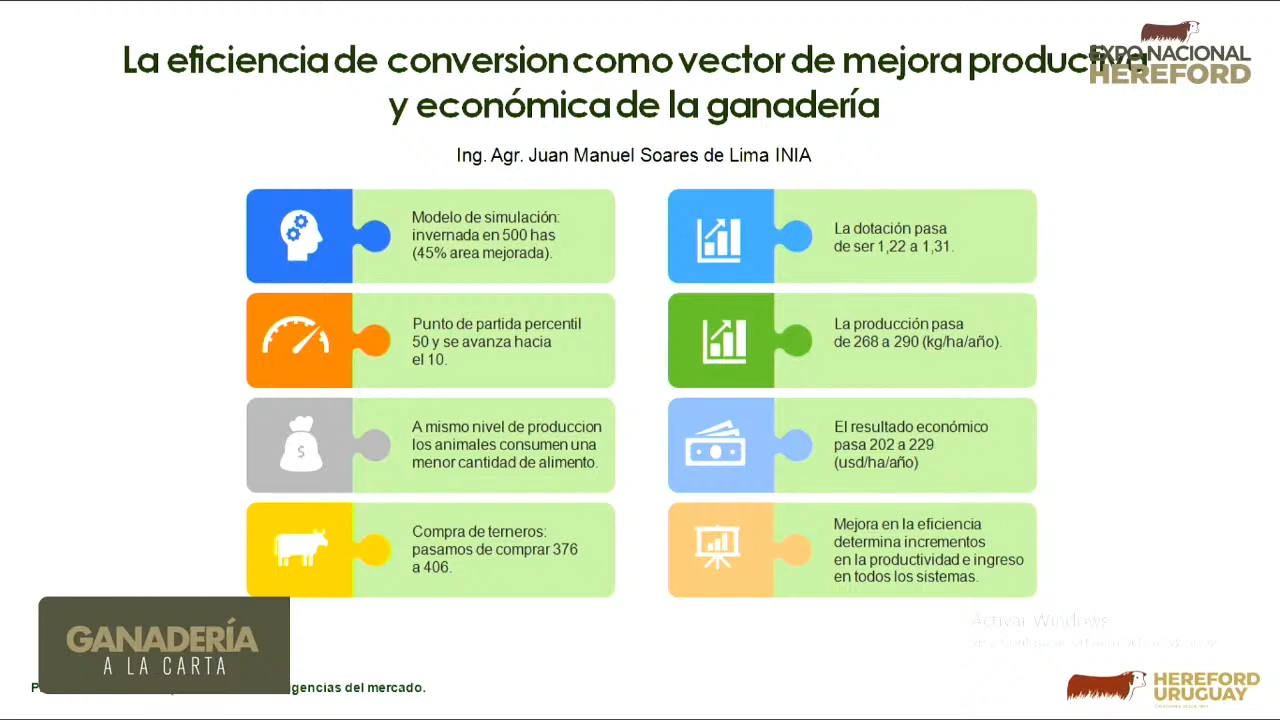 La eficiencia de conversion como vector de mejora productiva
y económica de la ganadería
EXPO NACIONAL
HEREFORD
Ing. Agr. Juan Manuel Soares de Lima INIA
Modelo de simulación:
invernada en 500 has
(45% area mejorada).
Punto de partida percentil
50 y se avanza hacia
el 10.
$
A mismo nivel de produccion
los animales consumen una
menor cantidad de alimento.
Compra de terneros:
pasamos de comprar 376
a 406.
La dotación pasa
de ser 1,22 a 1,31.
La producción pasa
de 268 a 290 (kg/ha/año).
El resultado económico
pasa 202 a 229
(usd/ha/año)
Mejora en la eficiencia
determina incrementos
en la productividad e ingreso
en todos los sistemas.
GANADERÍA
A LA CARTA
del mercado.
Activar Windows
HEREFORD
URUGUAY